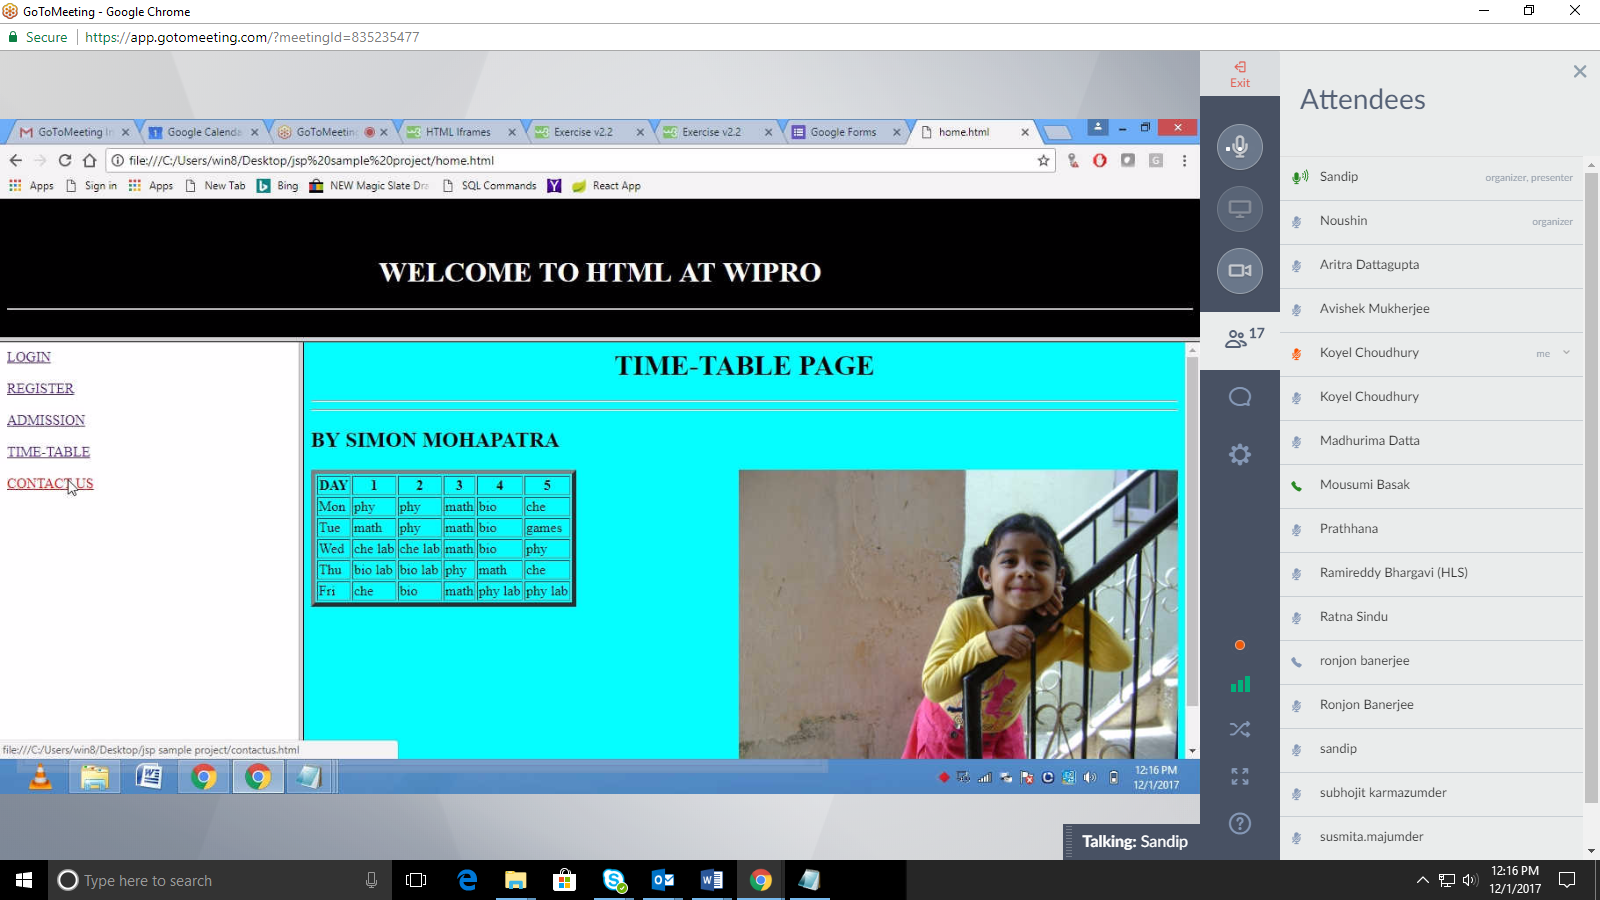 GoToMeeting - Google Chrome
Secure https://app.gotomeeting.com/?meetingId=835235477
GoToMeeting In
Google Calenda
GoToMeetin
HTML Iframes
Exercise v2.2
Exercise v2.2
Google Forms
home.html
file:///C:/Users/win8/Desktop/jsp%20sample%20project/home.html
Apps Sign in Apps New Tab Bing NEW Magic Slate Dra SQL Commands React App
WELCOME TO HTML AT WIPRO
LOGIN
REGISTER
ADMISSION
TIME-TABLE
CONTACT US
TIME-TABLE PAGE
BY SIMON MOHAPATRA
DAY 1 2 3 4 5
Mon phy phy math bio che
Tue math phy math bio games
Wed che lab che lab math bio phy
Thu bio lab bio lab phy math che
Fri che bio math phy lab phy lab
file:///C:/Users/win8/Desktop/jsp sample project/contactus.html
12:16 PM
12/1/2017
Talking: Sandip
Exit
17
Attendees
Sandip organizer, presenter
Noushin organizer
Aritra Dattagupta
Avishek Mukherjee
Koyel Choudhury me
Koyel Choudhury
Madhurima Datta
Mousumi Basak
Prathhana
Ramireddy Bhargavi (HLS)
Ratna Sindu
ronjon banerjee
Ronjon Banerjee
sandip
subhojit karmazumder
susmita.majumder
Type here to search
12:16 PM
12/1/2017